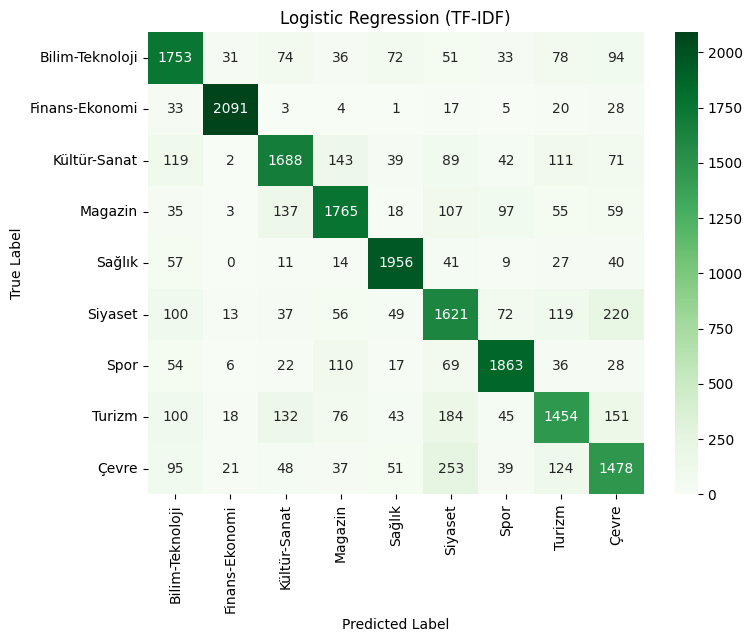 Logistic Regression (TF-IDF)
True Label
Bilim-Teknoloji 1753 31 74 36 72 51 33 78 94
Finans-Ekonomi 33 2091 3 4 1 17 5 20 28
Kültür-Sanat 119 2 1688 143 39 89 42 111 71
Magazin 35 3 137 1765 18 107 97 55 59
Sağlık 57 0 11 14 1956 41 9 27 40
Siyaset 100 13 37 56 49 1621 72 119 220
Spor 54 6 22 110 17 69 1863 36 28
Turizm 100 18 132 76 43 184 45 1454 151
Çevre 95 21 48 37 51 253 39 124 1478
Bilim-Teknoloji
Finans-Ekonomi
Kültür-Sanat
Magazin
Sağlık
Siyaset
Spor
Turizm
Çevre
Predicted Label
2000
1750
1500
1250
1000
750
500
250
0